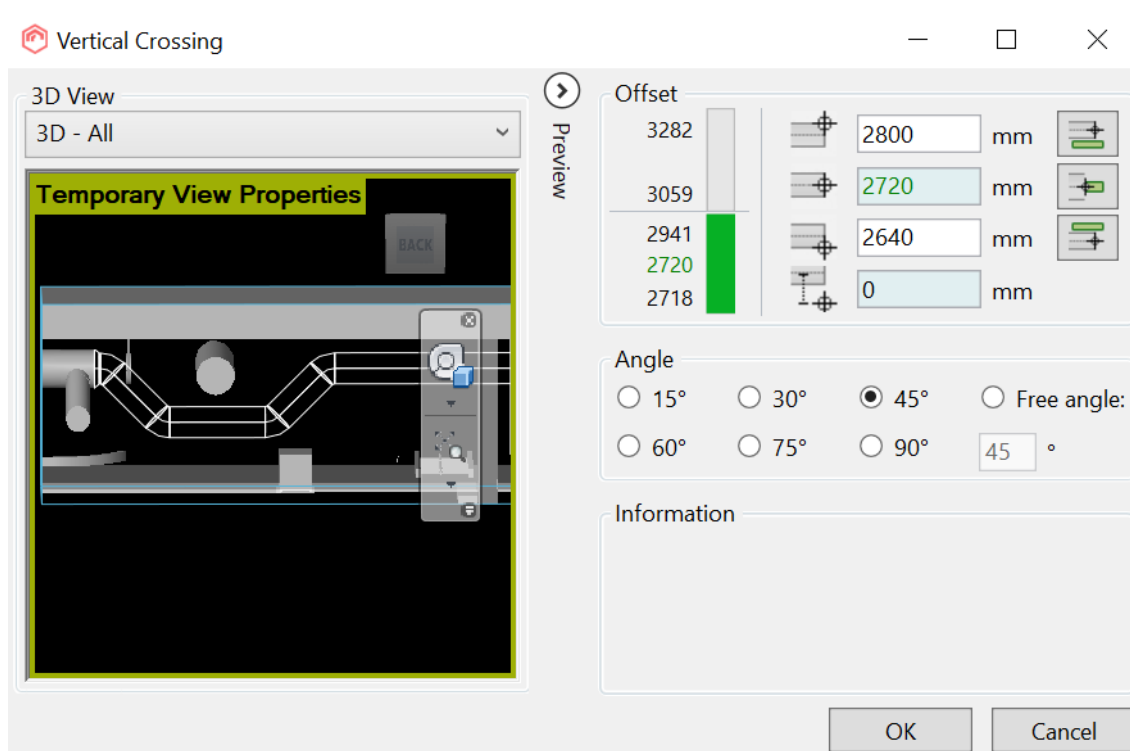 Vertical Crossing
3D View
3D - All
Preview
Temporary View Properties
BACK
Offset
3282
3059
2941
2720
2718
2800 mm
2720 mm
2640 mm
0 mm
Angle
15° 30° 45° Free angle:
60° 75° 90° 45 °
Information
OK Cancel